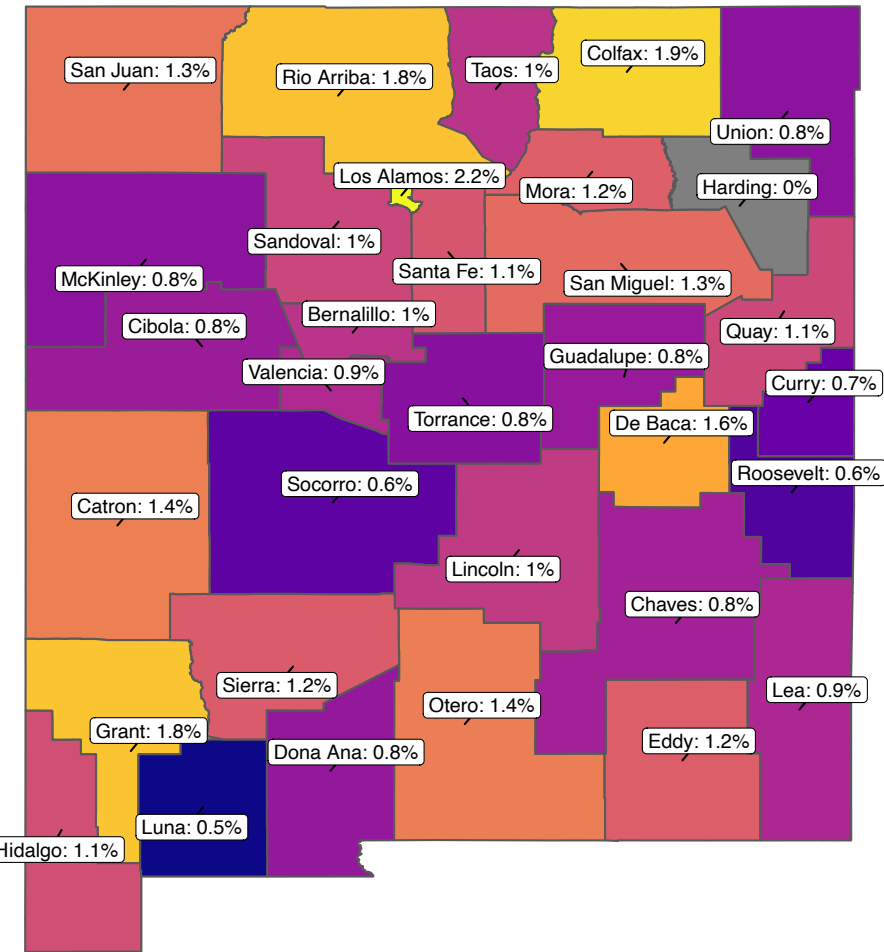 Colfax: 1.9%
San Juan: 1.3%
Rio Arriba: 1.8%
Taos: 1%
Union: 0.8%
Los Alamos: 2.2%
Mora: 1.2%
Harding: 0%
Sandoval: 1%
McKinley: 0.8%
Santa Fe: 1.1%
San Miguel: 1.3%
Cibola: 0.8%
Bernalillo: 1%
Quay: 1.1%
Guadalupe: 0.8%
Valencia: 0.9%
Curry: 0.7%
Torrance: 0.8%
De Baca: 1.6%
Roosevelt: 0.6%
Socorro: 0.6%
Catron: 1.4%
Lincoln: 1%
Chaves: 0.8%
Sierra: 1.2%
Lea: 0.9%
Otero: 1.4%
Grant: 1.8%
Eddy: 1.2%
Dona Ana: 0.8%
Luna: 0.5%
Hidalgo: 1.1%